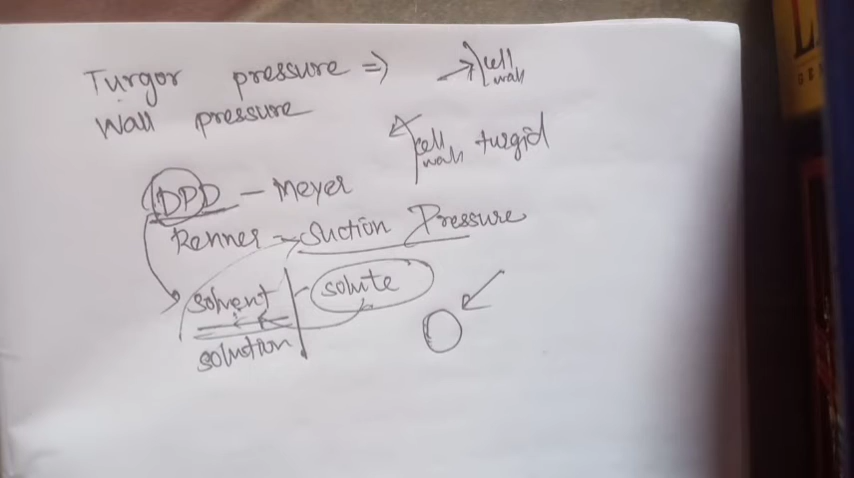 Turgor pressure ⇒ → cell wall
Wall pressure
cell wall turgid
DPD - Meyer
Renner - Suction Pressure
solvent solute
solution